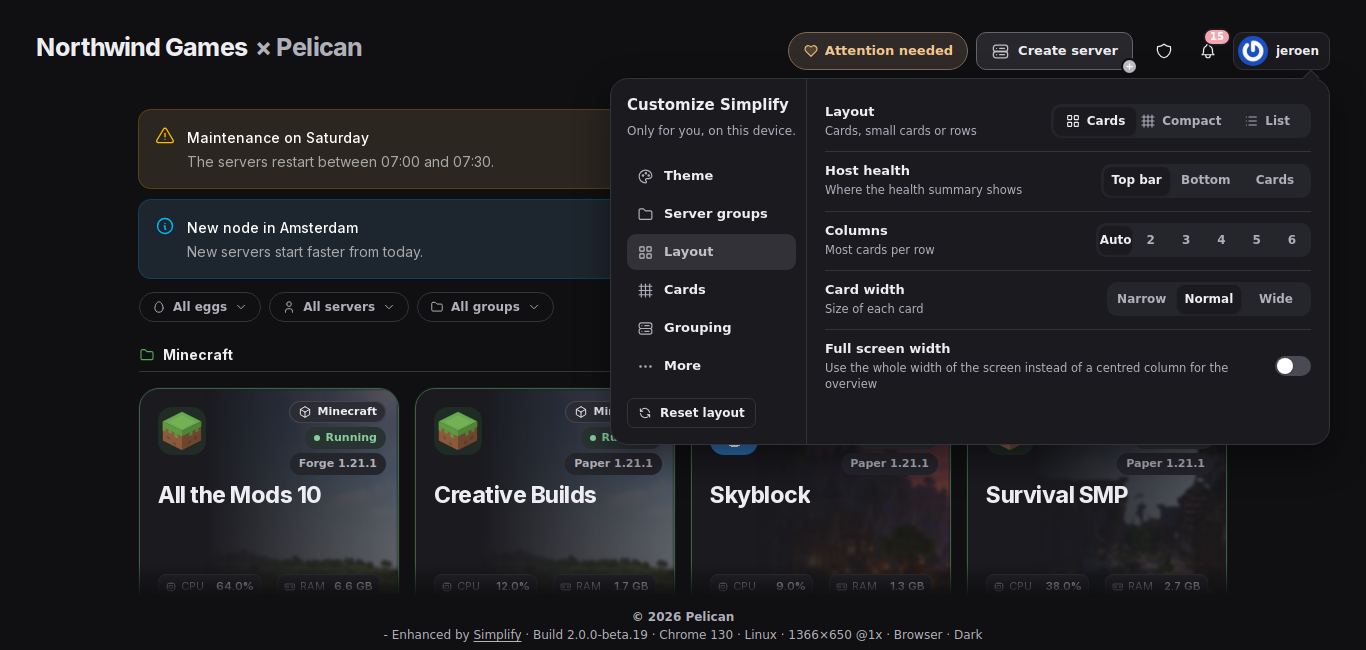 Northwind Games × Pelican
Attention needed
Create server
15
jeroen
Maintenance on Saturday
The servers restart between 07:00 and 07:30.
New node in Amsterdam
New servers start faster from today.
All eggs
All servers
All groups
Customize Simplify
Only for you, on this device.
Theme
Server groups
Layout
Cards
Grouping
More
Reset layout
Layout
Cards, small cards or rows
Cards Compact List
Host health
Where the health summary shows
Top bar Bottom Cards
Columns
Most cards per row
Auto 2 3 4 5 6
Card width
Size of each card
Narrow Normal Wide
Full screen width
Use the whole width of the screen instead of a centred column for the
overview
Minecraft
Minecraft
Running
Forge 1.21.1
All the Mods 10
CPU 64.0% RAM 6.6 GB
Paper 1.21.1
Creative Builds
CPU 12.0% RAM 1.7 GB
Paper 1.21.1
Skyblock
CPU 9.0% RAM 1.3 GB
Paper 1.21.1
Survival SMP
CPU 38.0% RAM 2.7 GB
© 2026 Pelican
- Enhanced by Simplify · Build 2.0.0-beta.19 · Chrome 130 · Linux · 1366×650 @1x · Browser · Dark